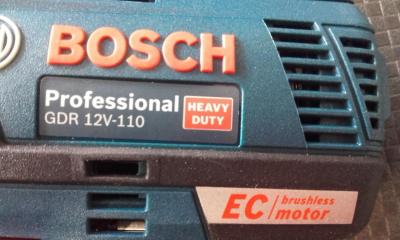 BOSCH
Professional
GDR 12V-110
HEAVY
DUTY
EC/brushless
motor